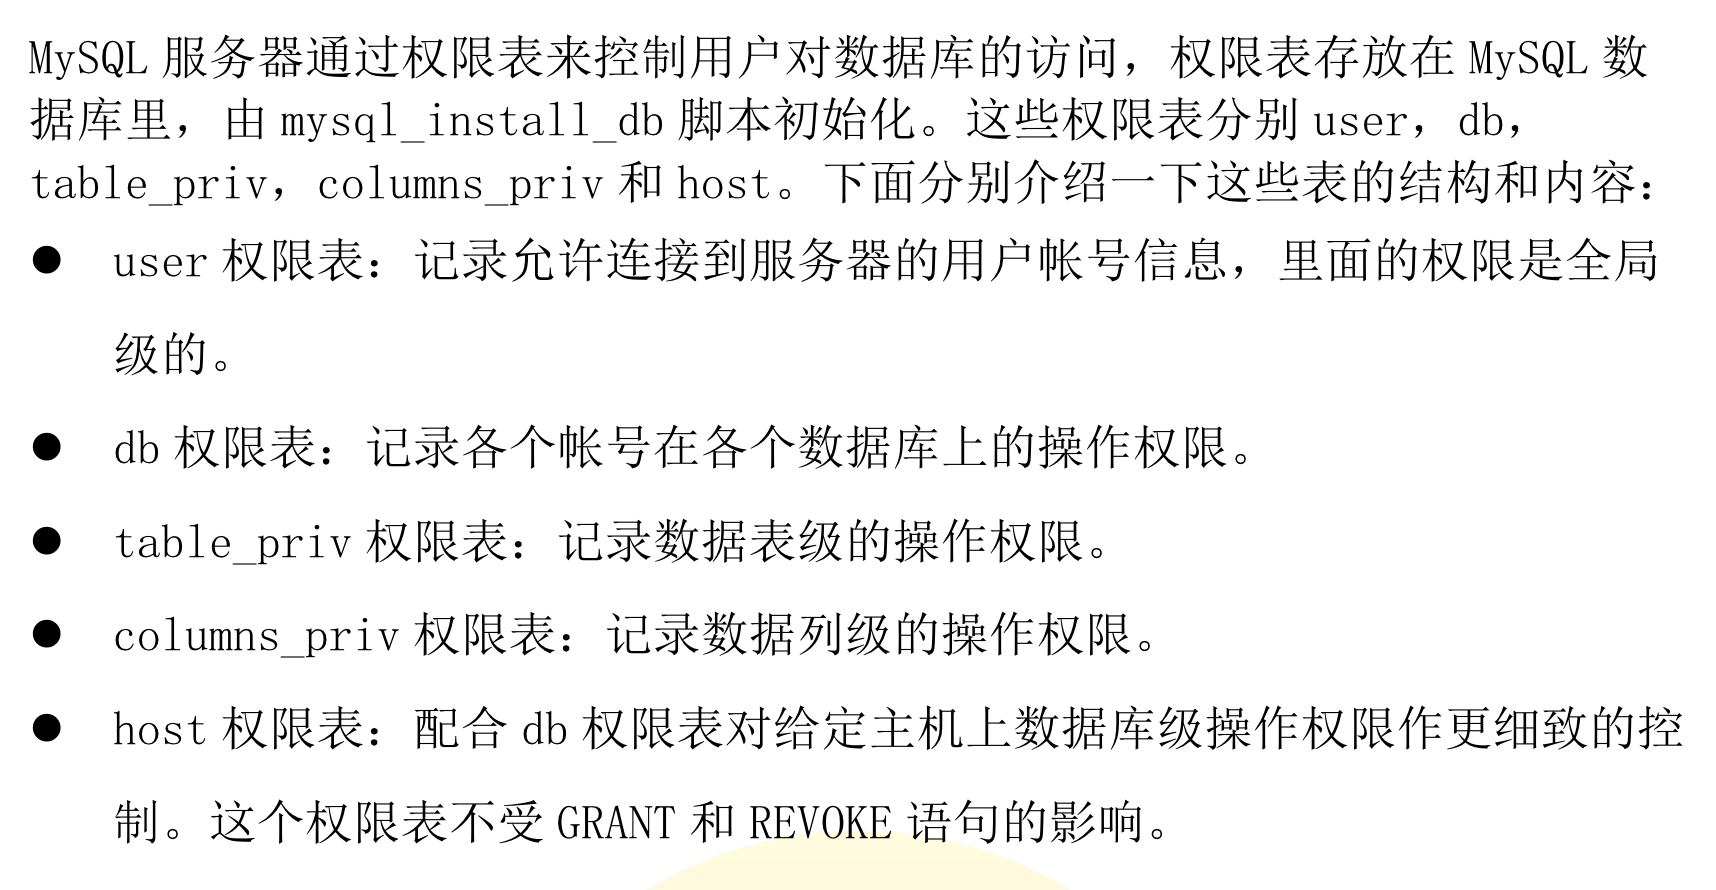 MySQL 服务器通过权限表来控制用户对数据库的访问，权限表存放在 MySQL 数
据库里，由 mysql_install_db 脚本初始化。这些权限表分别 user，db，
table_priv，columns_priv 和 host。下面分别介绍一下这些表的结构和内容：
● user 权限表：记录允许连接到服务器的用户帐号信息，里面的权限是全局
级的。
● db 权限表：记录各个帐号在各个数据库上的操作权限。
● table_priv 权限表：记录数据表级的操作权限。
● columns_priv 权限表：记录数据列级的操作权限。
● host 权限表：配合 db 权限表对给定主机上数据库级操作权限作更细致的控
制。这个权限表不受 GRANT 和 REVOKE 语句的影响。